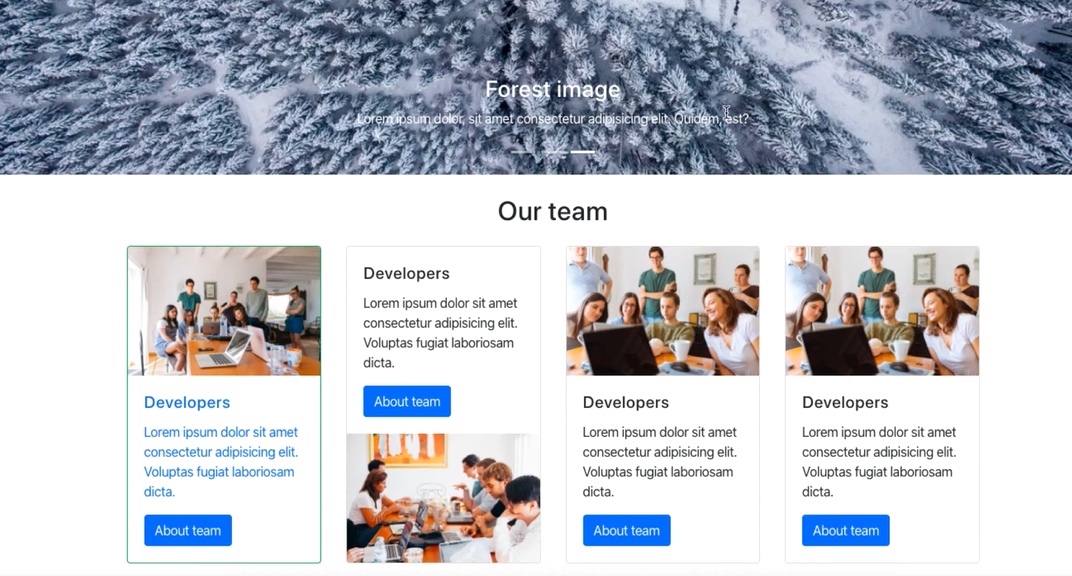 Forest image
Lorem ipsum dolor, sit amet consectetur adipisicing elit. Quidem, est?
Our team
Developers
Lorem ipsum dolor sit amet
consectetur adipisicing elit.
Voluptas fugiat laboriosam
dicta.
About team
Developers
Lorem ipsum dolor sit amet
consectetur adipisicing elit.
Voluptas fugiat laboriosam
dicta.
About team
Developers
Lorem ipsum dolor sit amet
consectetur adipisicing elit.
Voluptas fugiat laboriosam
dicta.
About team
Developers
Lorem ipsum dolor sit amet
consectetur adipisicing elit.
Voluptas fugiat laboriosam
dicta.
About team